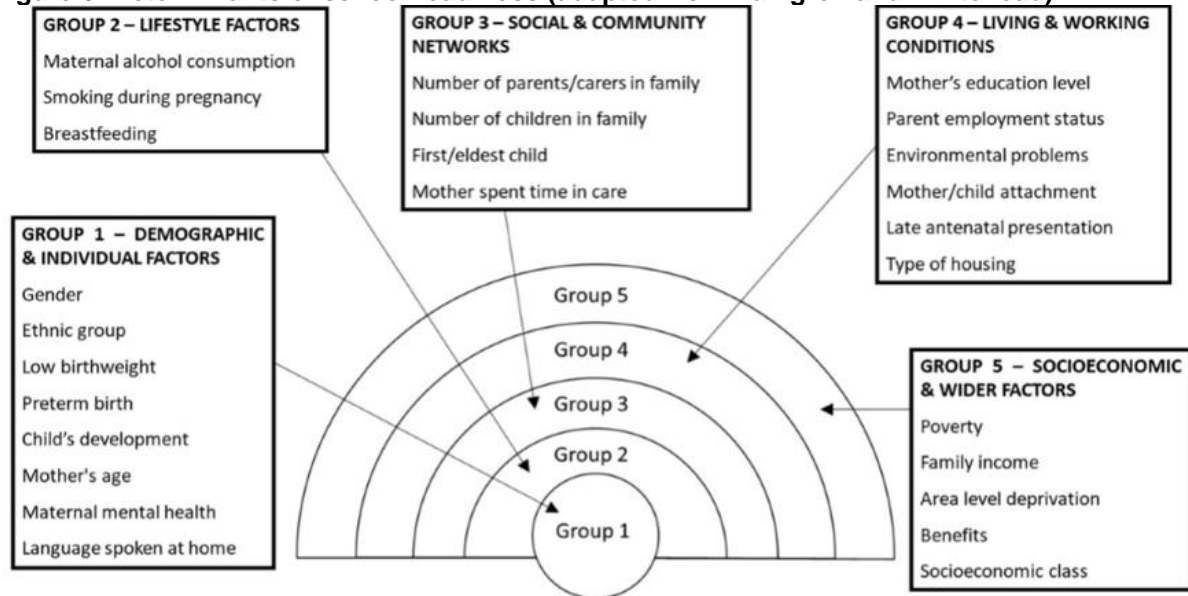 GROUP 2 – LIFESTYLE FACTORS
Maternal alcohol consumption
Smoking during pregnancy
Breastfeeding
GROUP 3 – SOCIAL & COMMUNITY
NETWORKS
Number of parents/carers in family
Number of children in family
First/eldest child
Mother spent time in care
GROUP 4 – LIVING & WORKING
CONDITIONS
Mother's education level
Parent employment status
Environmental problems
Mother/child attachment
Late antenatal presentation
Type of housing
GROUP 1 – DEMOGRAPHIC
& INDIVIDUAL FACTORS
Gender
Ethnic group
Low birthweight
Preterm birth
Child's development
Mother's age
Maternal mental health
Language spoken at home
Group 5
Group 4
Group 3
Group 2
Group 1
GROUP 5 – SOCIOECONOMIC
& WIDER FACTORS
Poverty
Family income
Area level deprivation
Benefits
Socioeconomic class